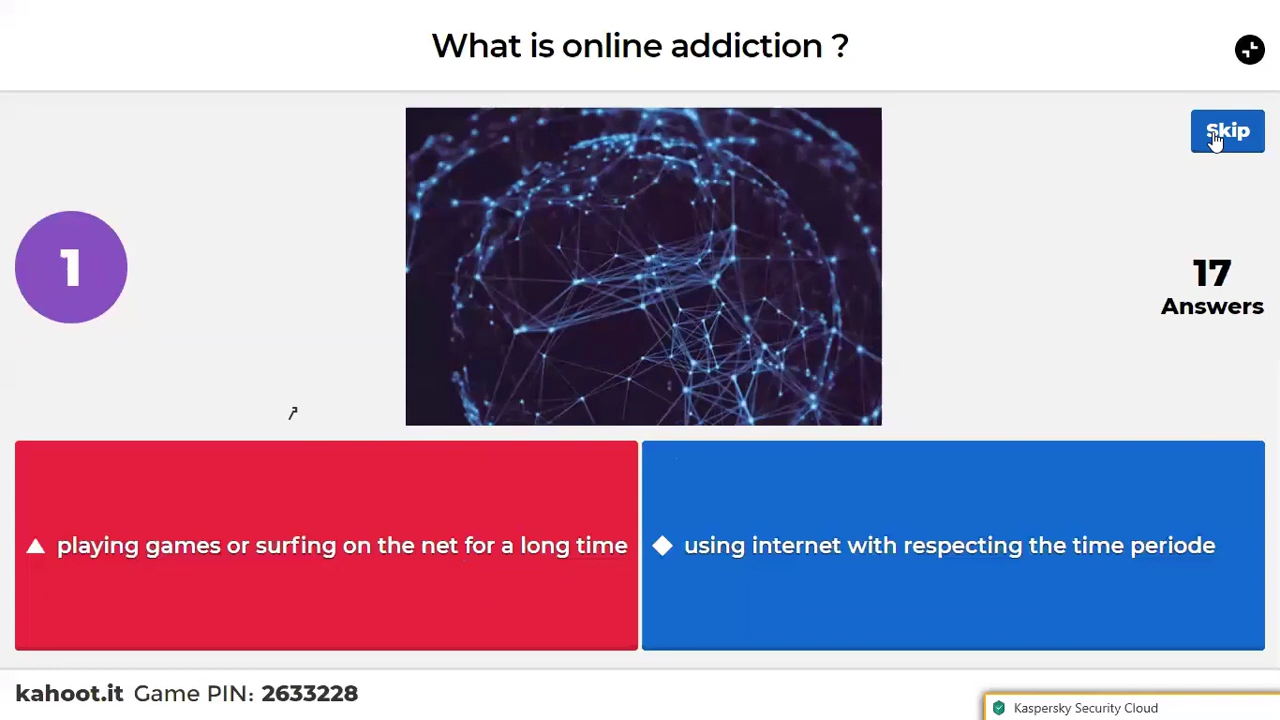 What is online addiction ?
Skip
1
17
Answers
playing games or surfing on the net for a long time
using internet with respecting the time periode
kahoot.it Game PIN: 2633228
Kaspersky Security Cloud